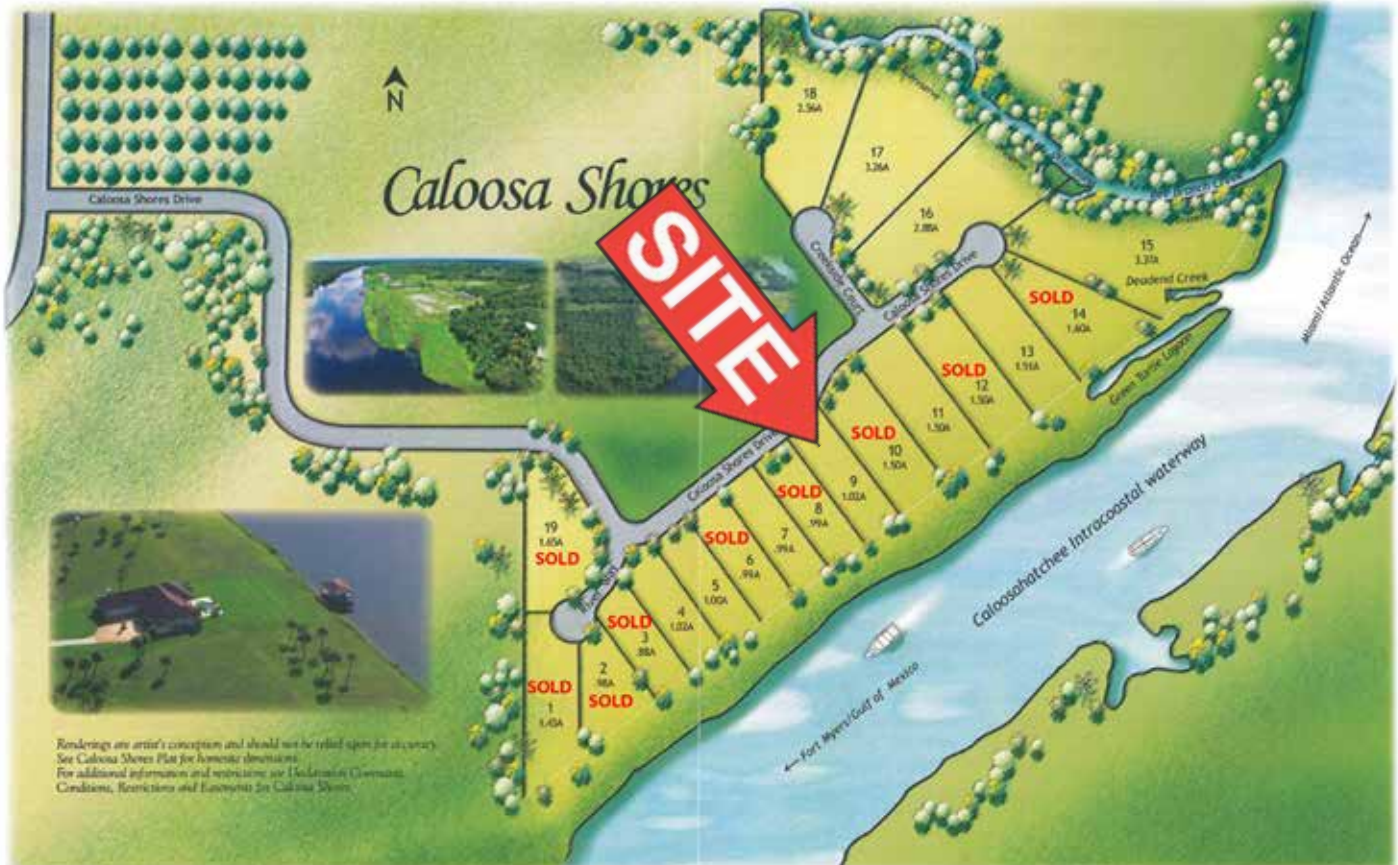 N
Caloosa Shores
SITE
Caloosa Shores Drive
18
2.36A
17
3.26A
16
2.88A
15
3.37A
Creekside Court
Caloosa Shores Drive
Deadend Creek
Green Turtle Lagoon
Miami/Atlantic Ocean
SOLD
14
1.60A
13
1.51A
SOLD
12
1.50A
11
1.50A
SOLD
10
1.50A
9
1.02A
SOLD
8
.99A
7
.99A
SOLD
6
.99A
5
1.00A
4
1.02A
SOLD
3
.88A
2
.98A
SOLD
SOLD
1
1.43A
19
1.65A
SOLD
Caloosa Shores Drive
Caloosahatchee Intracoastal waterway
Fort Myers/Gulf of Mexico
Renderings are artist's conception and should not be relied upon for accuracy.
See Caloosa Shores Plat for homesite dimensions.
For additional information and restrictions see Declaration Covenants,
Conditions, Restrictions and Easements for Caloosa Shores.